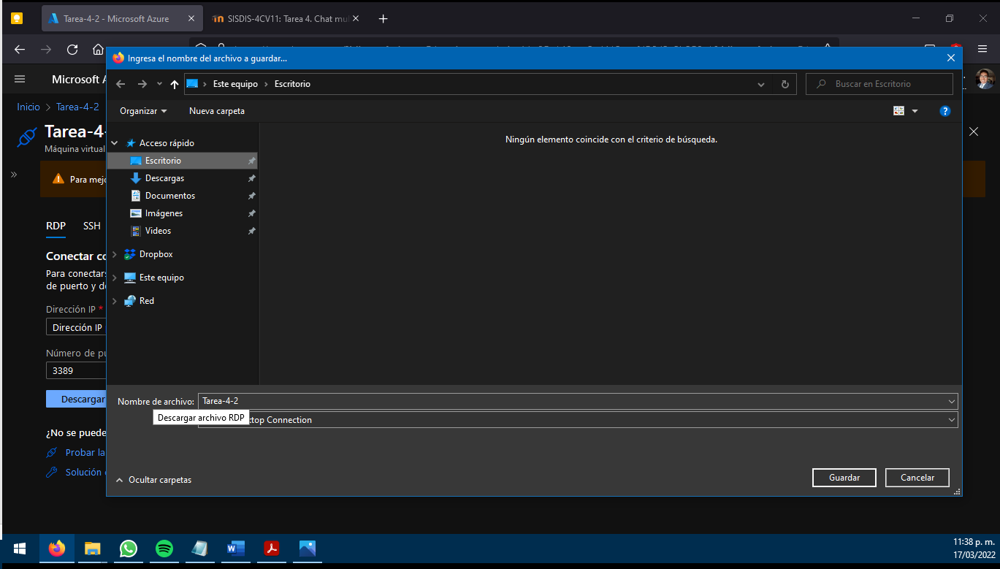 Tarea-4-2 - Microsoft Azure
SISDIS-4CV11: Tarea 4. Chat mul
Ingresa el nombre del archivo a guardar...
Microsoft A
Este equipo
Escritorio
Buscar en Escritorio
Inicio > Tarea-4-2
Organizar
Nueva carpeta
Tarea-4-
Máquina virtual
Acceso rápido
Ningún elemento coincide con el criterio de búsqueda.
Escritorio
Para mejo
Descargas
Documentos
Imágenes
Videos
RDP
SSH
Dropbox
Conectar co
Este equipo
Para conectars
de puerto y de
Red
Dirección IP *
Dirección IP
Número de pu
3389
Descargar
Nombre de archivo:
Tarea-4-2
Descargar archivo RDP
top Connection
¿No se puede
Probar la
Solución
Ocultar carpetas
Guardar
Cancelar
11:38 p. m.
17/03/2022